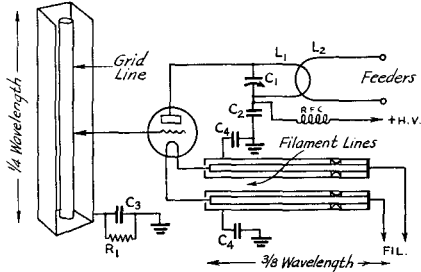 Grid Line
¼ Wavelength
L₁
L₂
C₁
Feeders
C₂
R F C
+H.V.
C₄
Filament Lines
C₃
R₁
C₄
FIL.
⅜ Wavelength